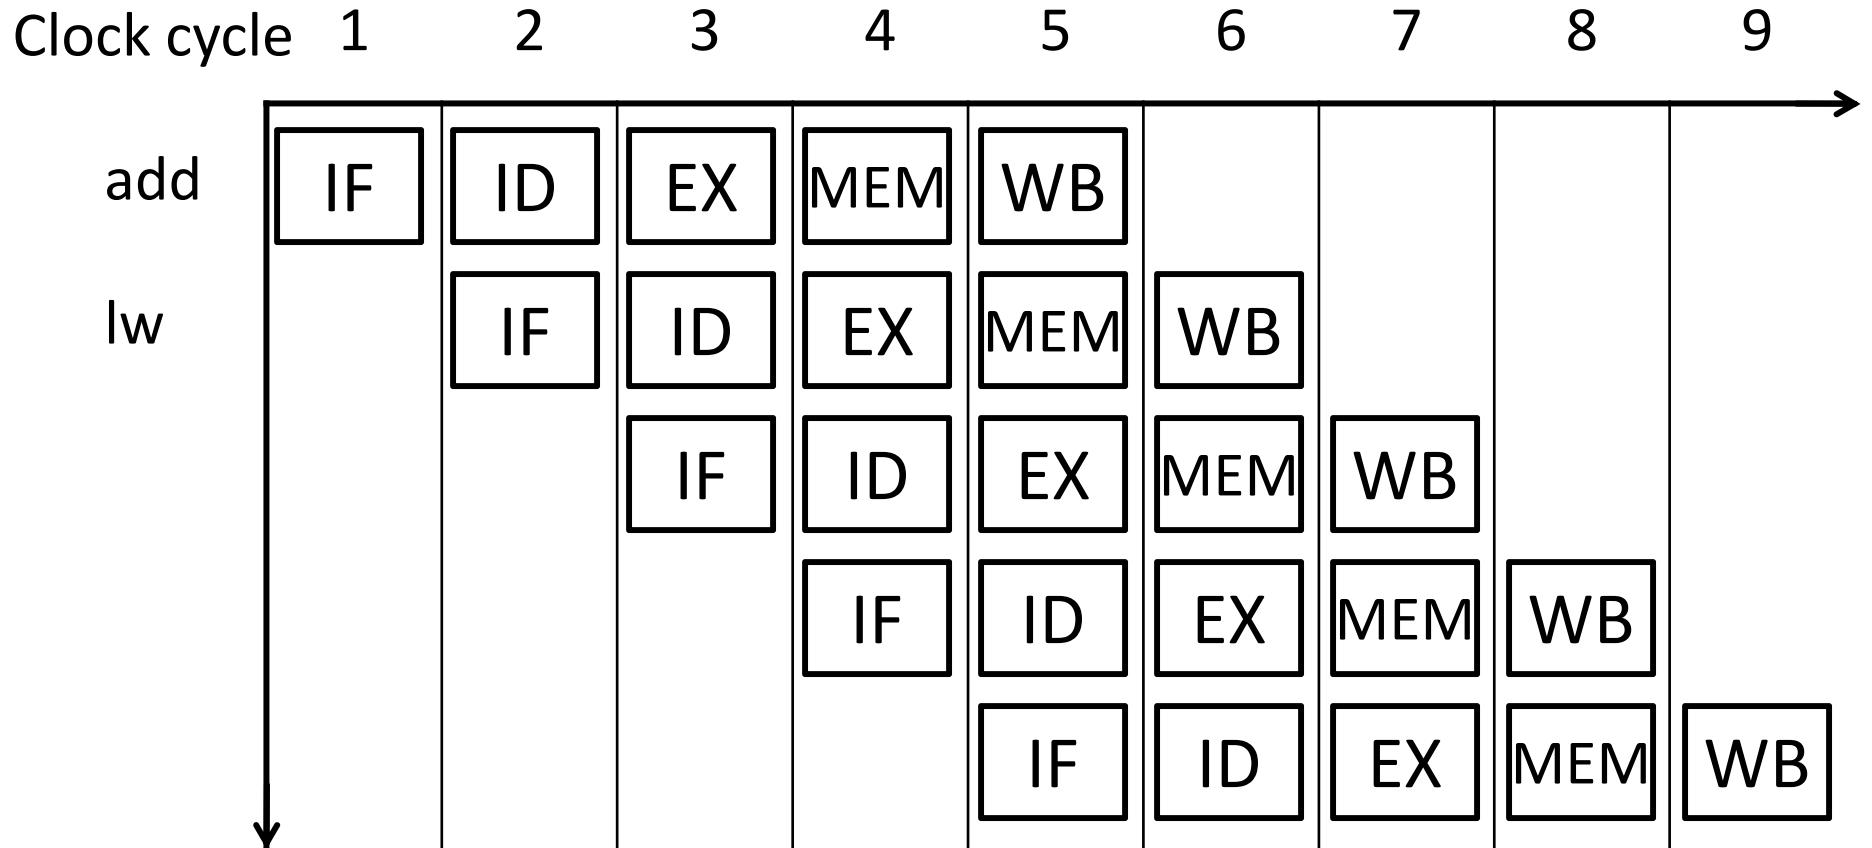 Clock cycle 1 2 3 4 5 6 7 8 9
add IF ID EX MEM WB
lw IF ID EX MEM WB
IF ID EX MEM WB
IF ID EX MEM WB
IF ID EX MEM WB